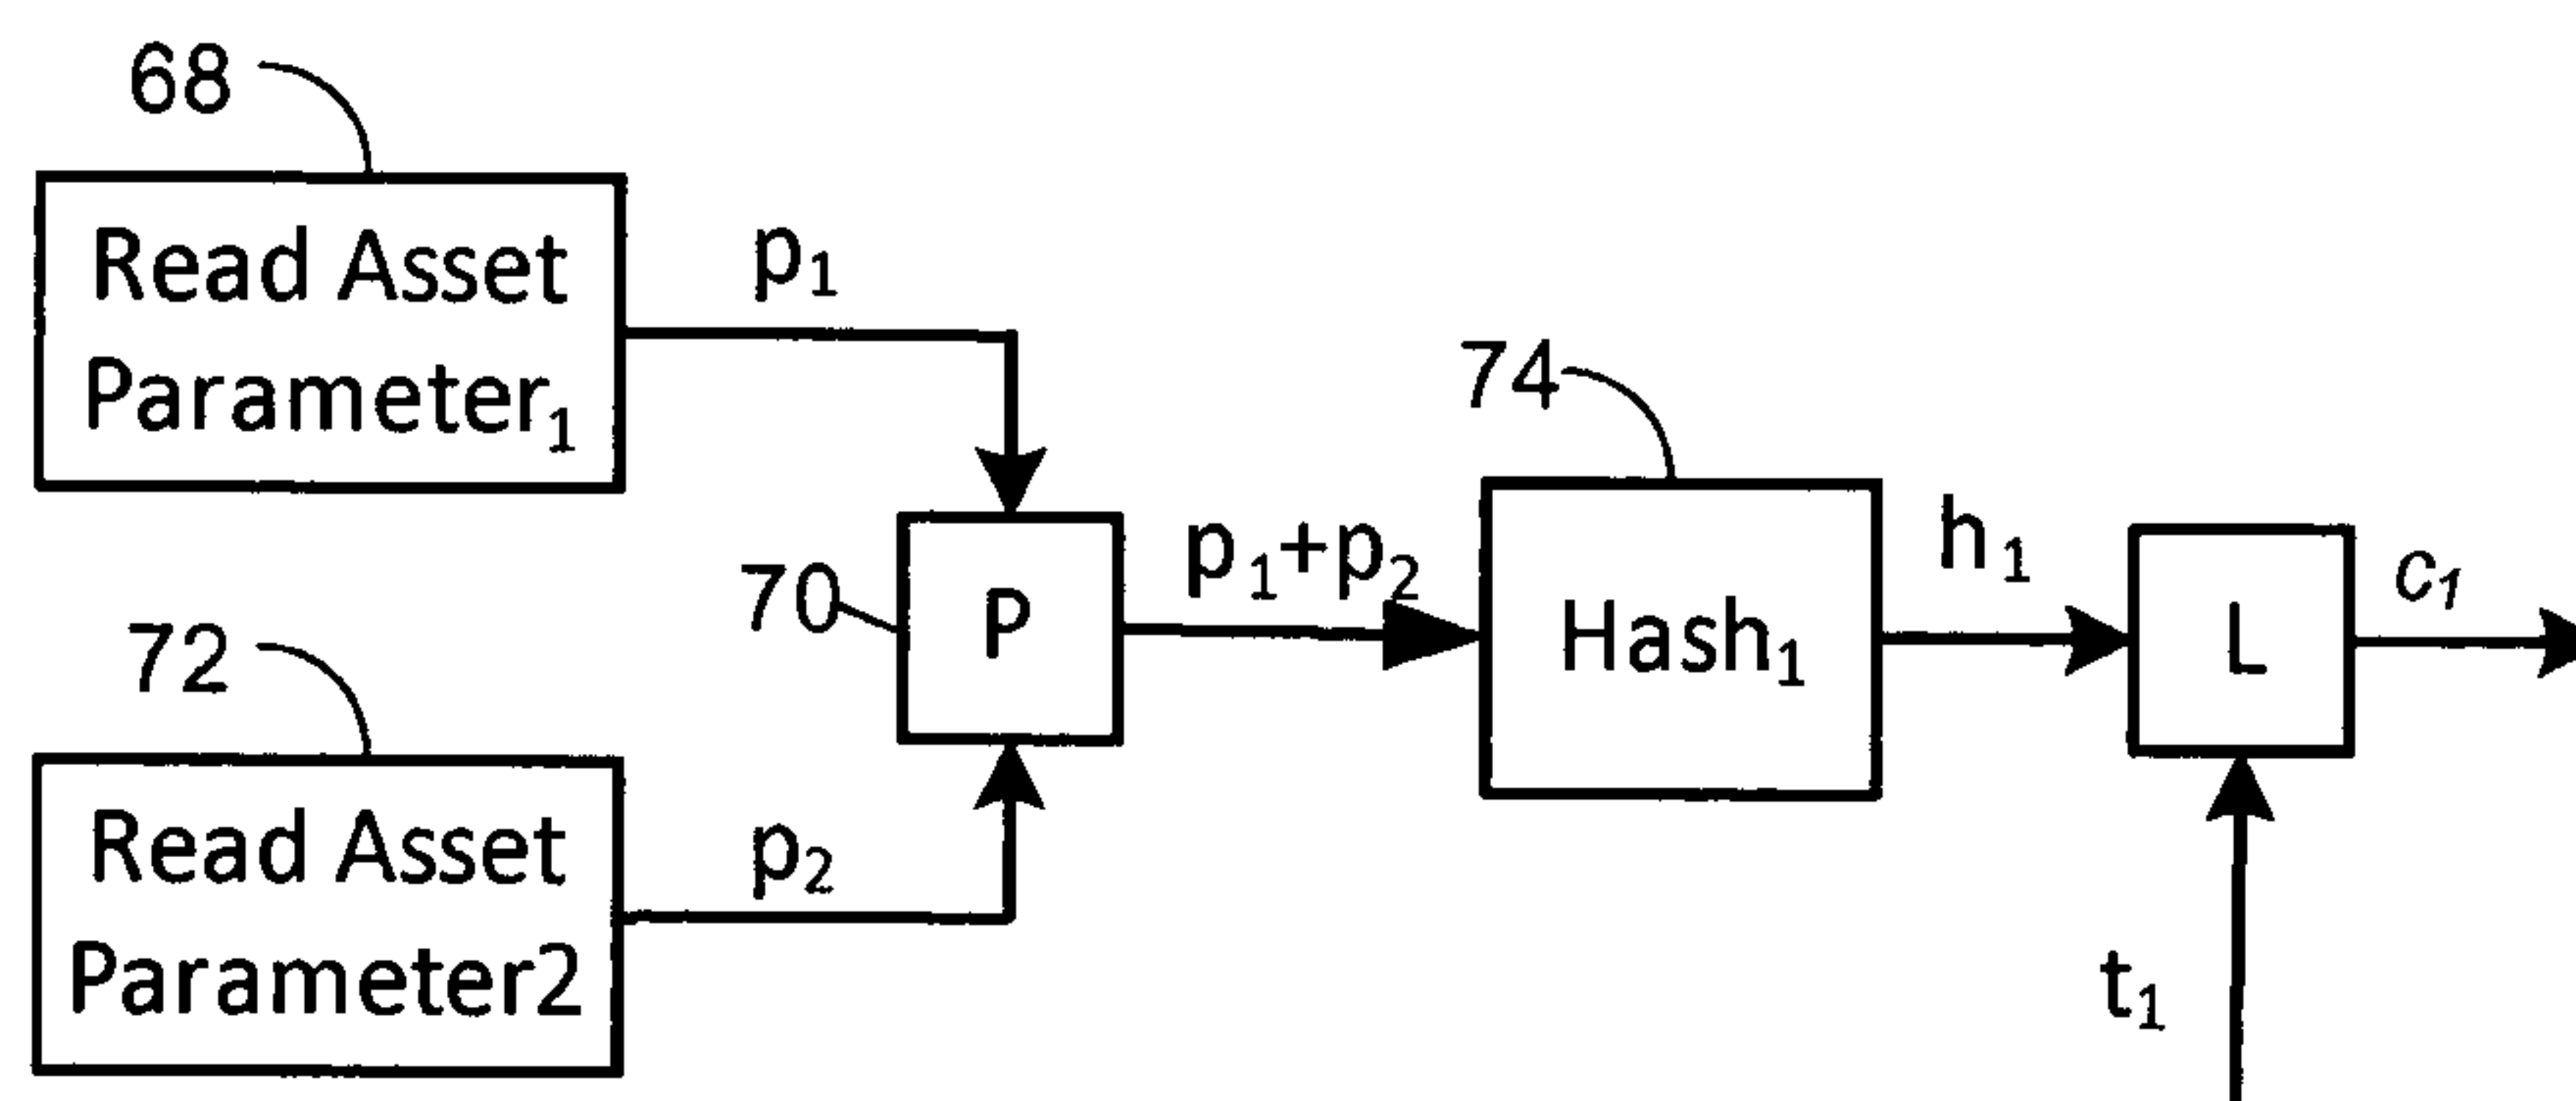 68
Read Asset
Parameter₁
p₁
72
Read Asset
Parameter2
p₂
70
P
p₁+p₂
74
Hash₁
h₁
L
c₁
t₁